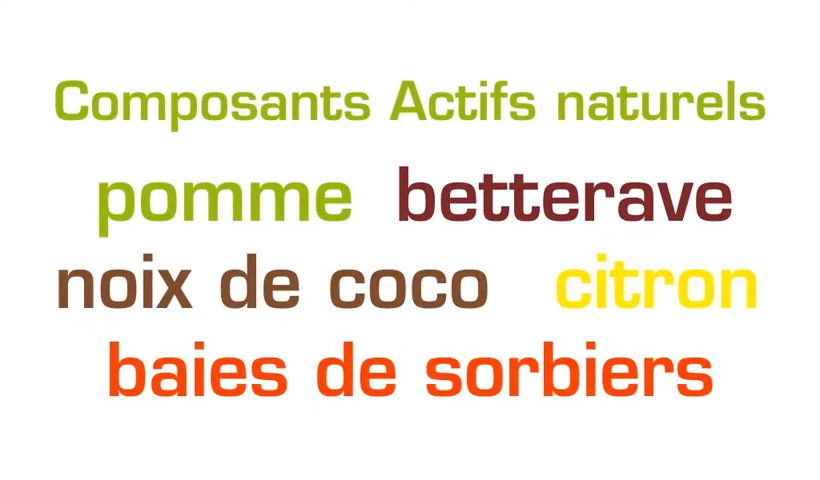 Composants Actifs naturels
pomme betterave
noix de coco citron
baies de sorbiers